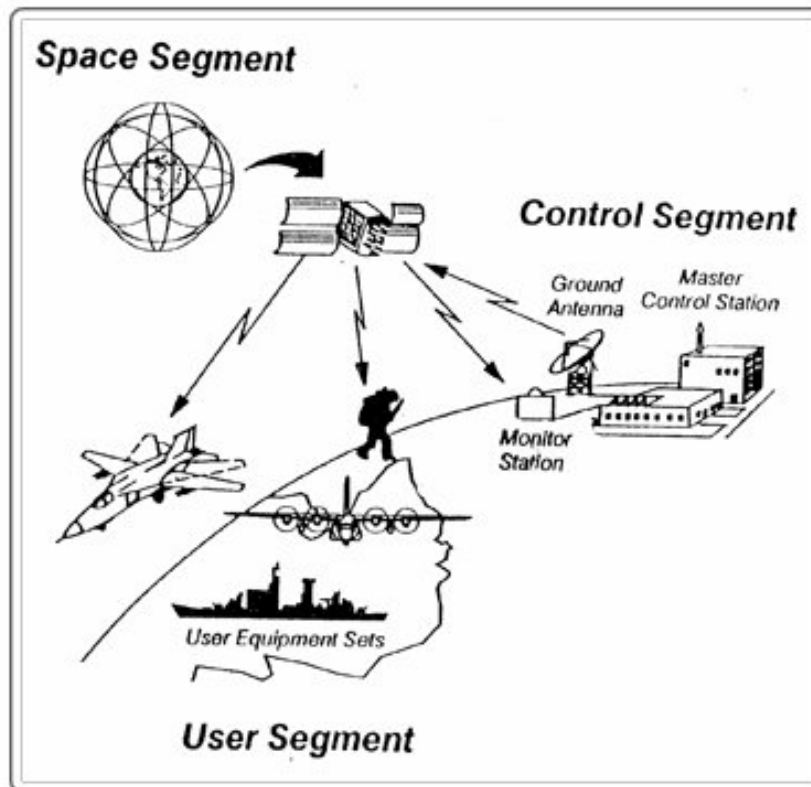 Space Segment
Control Segment
Ground
Antenna
Master
Control Station
Monitor
Station
User Equipment Sets
User Segment